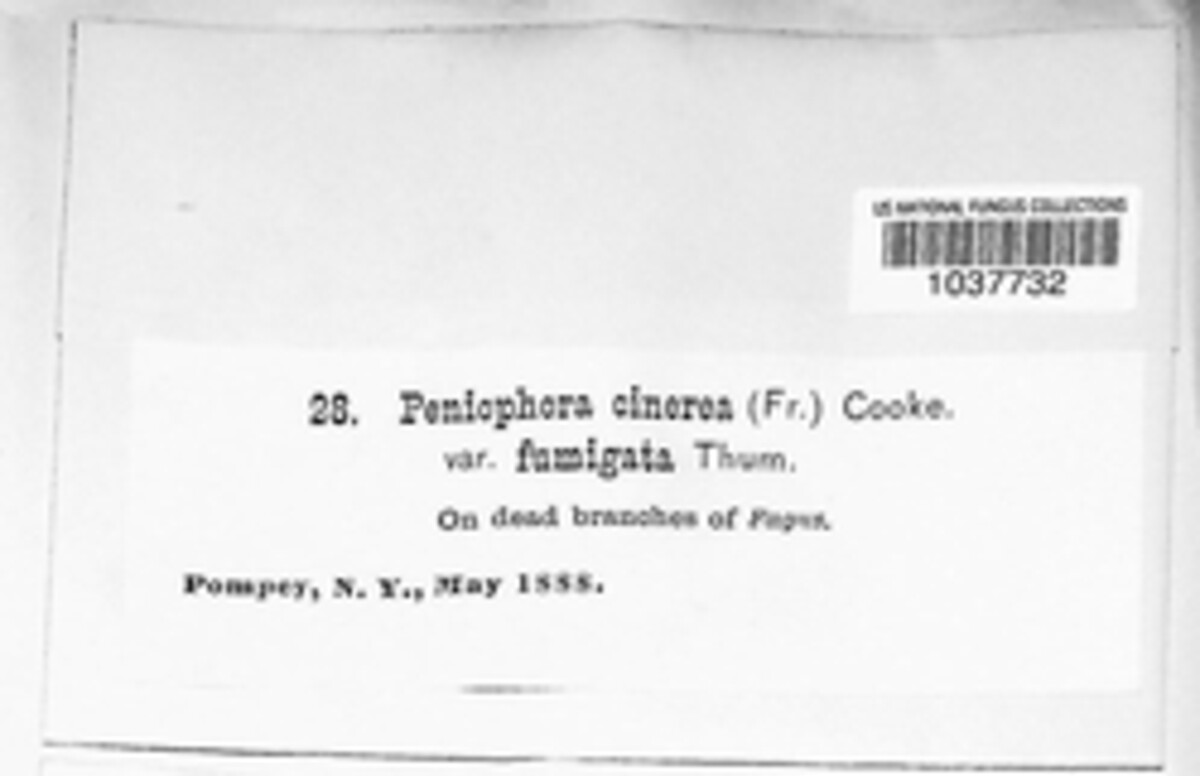 US NATIONAL FUNGUS COLLECTIONS
1037732
28. Peniophora cinerea (Fr.) Cooke.
var. fumigata Thum.
On dead branches of Fagus.
Pompey, N. Y., May 1888.